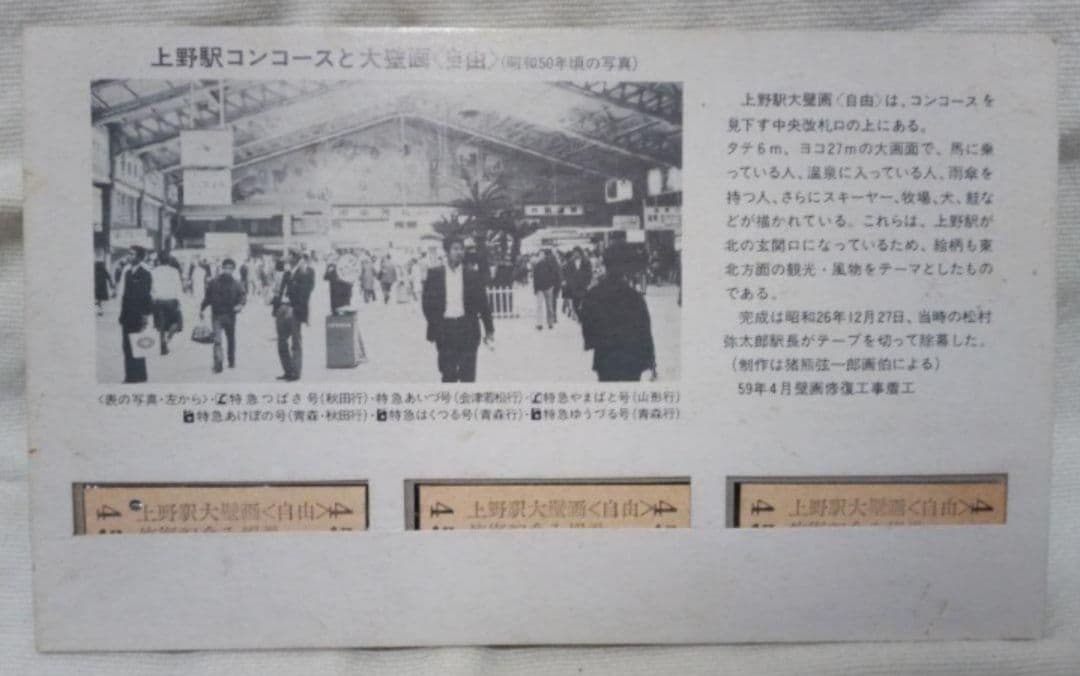 上野駅コンコースと大壁画〈自由〉(昭和50年頃の写真)
上野駅大壁画〈自由〉は、コンコースを
見下す中央改札口の上にある。
タテ6m、ヨコ27mの大画面で、馬に乗
っている人、温泉に入っている人、雨傘を
持つ人、さらにスキーヤー、牧場、犬、鮭な
どが描かれている。これらは、上野駅が
北の玄関口になっているため、絵柄も東
北方面の観光・風物をテーマとしたもの
である。
完成は昭和26年12月27日、当時の松村
弥太郎駅長がテープを切って除幕した。
(制作は猪熊弦一郎画伯による)
59年4月壁画修復工事着工
〈表の写真・左から〉・特急つばさ号(秋田行)・特急あいづ号(会津若松行)・特急やまばと号(山形行)
特急あけぼの号(青森・秋田行)・特急はくつる号(青森行)・特急ゆうづる号(青森行)
4 上野駅大壁画〈自由〉 4
4 上野駅大壁画〈自由〉 4
4 上野駅大壁画〈自由〉 4